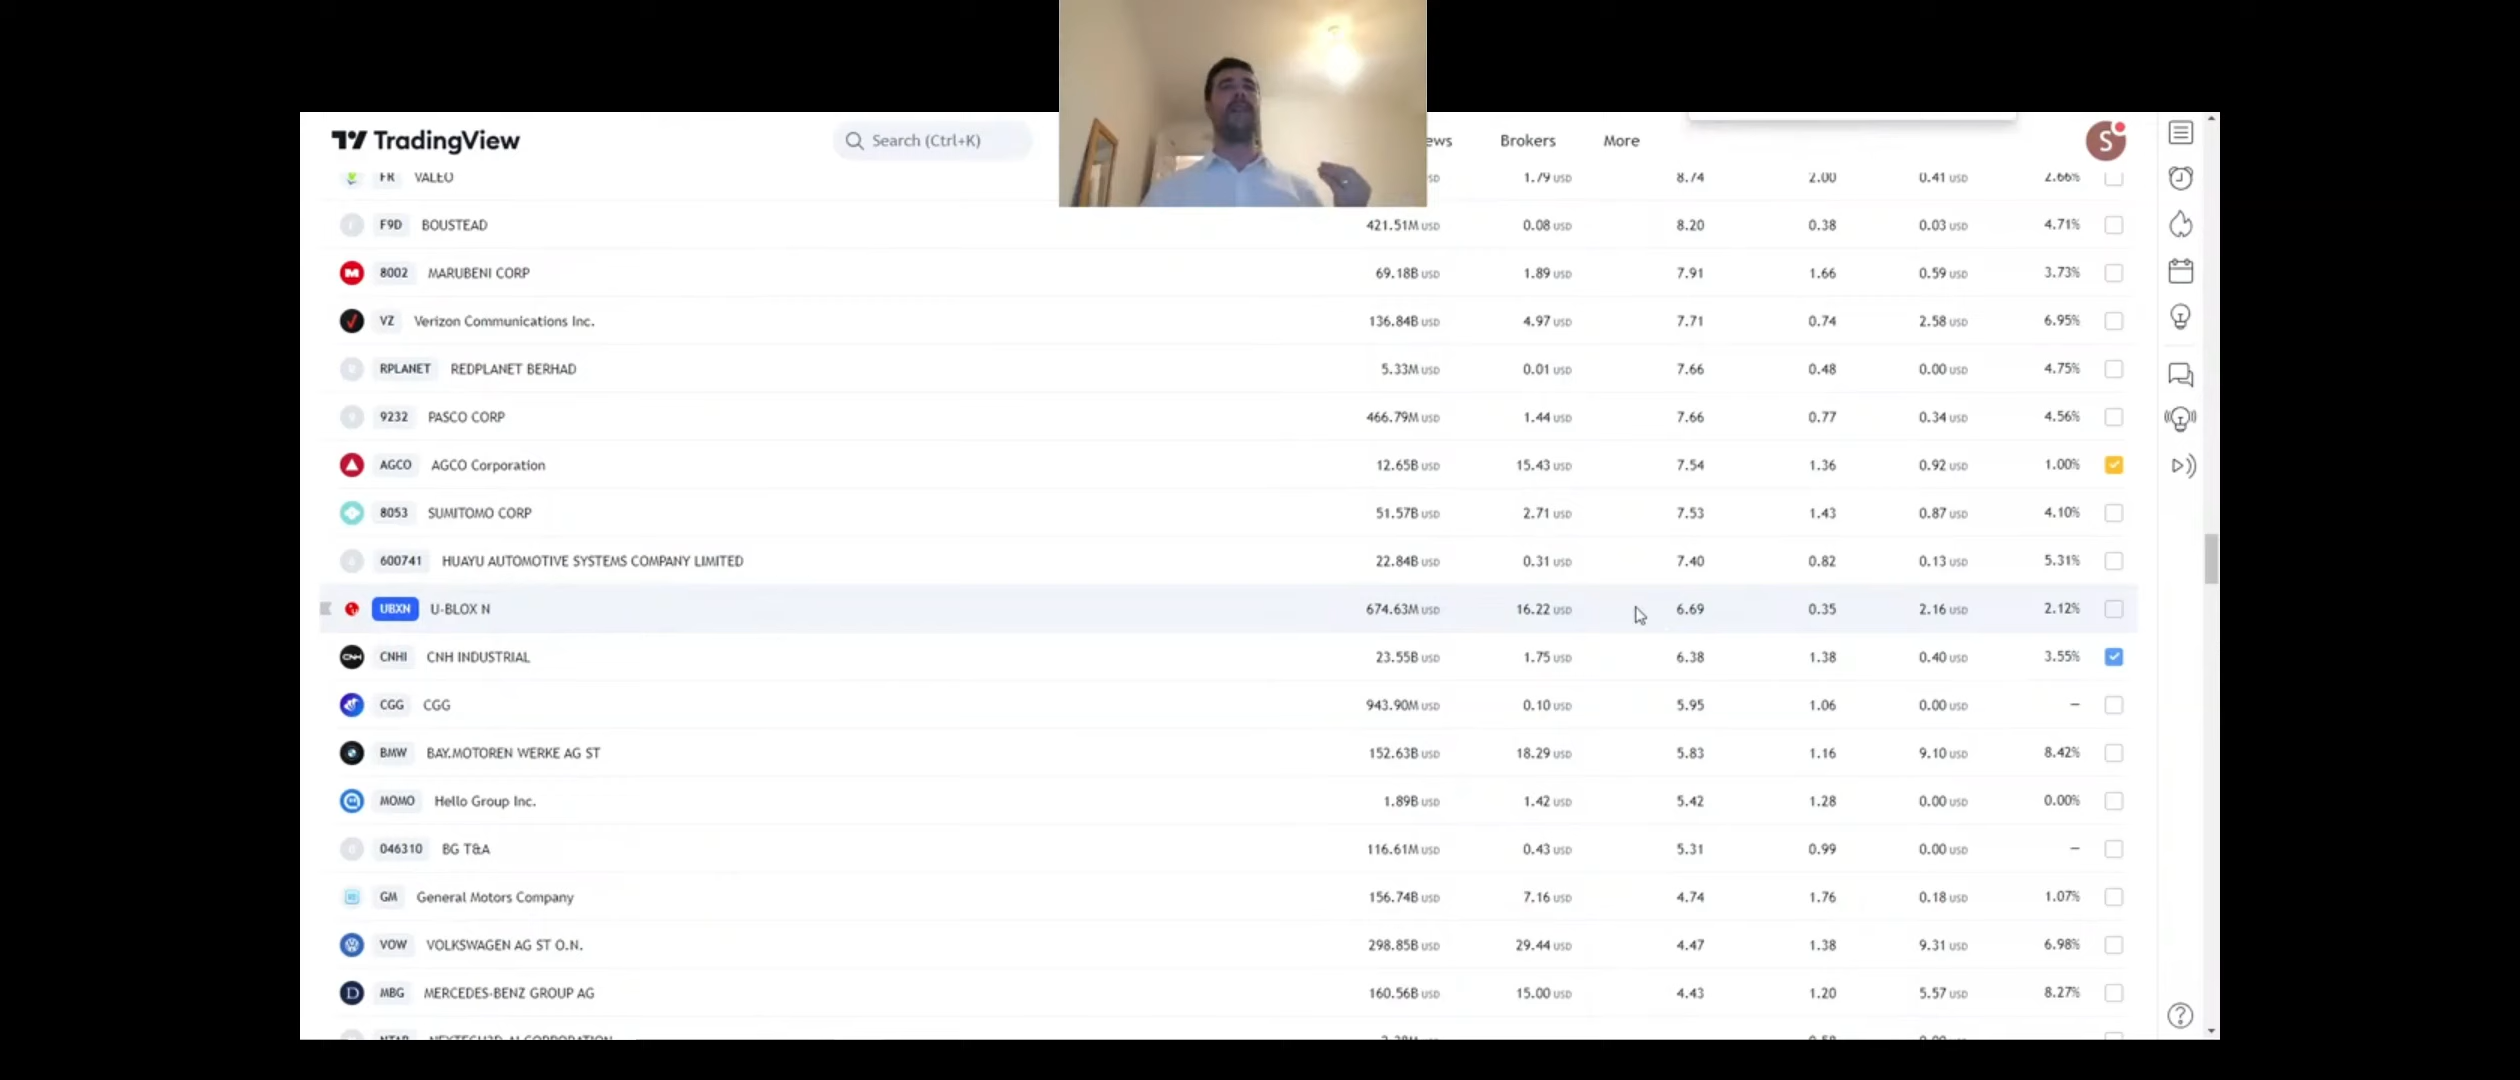 TradingView Search (Ctrl+K) ews Brokers More S
FR VALEO SD 1.79 USD 8.74 2.00 0.41 USD 2.66%
F9D BOUSTEAD 421.51M USD 0.08 USD 8.20 0.38 0.03 USD 4.71%
8002 MARUBENI CORP 69.18B USD 1.89 USD 7.91 1.66 0.59 USD 3.73%
VZ Verizon Communications Inc. 136.84B USD 4.97 USD 7.71 0.74 2.58 USD 6.95%
RPLANET REDPLANET BERHAD 5.33M USD 0.01 USD 7.66 0.48 0.00 USD 4.75%
9232 PASCO CORP 466.79M USD 1.44 USD 7.66 0.77 0.34 USD 4.56%
AGCO AGCO Corporation 12.65B USD 15.43 USD 7.54 1.36 0.92 USD 1.00%
8053 SUMITOMO CORP 51.57B USD 2.71 USD 7.53 1.43 0.87 USD 4.10%
600741 HUAYU AUTOMOTIVE SYSTEMS COMPANY LIMITED 22.84B USD 0.31 USD 7.40 0.82 0.13 USD 5.31%
UBXN U-BLOX N 674.63M USD 16.22 USD 6.69 0.35 2.16 USD 2.12%
CNHI CNH INDUSTRIAL 23.55B USD 1.75 USD 6.38 1.38 0.40 USD 3.55%
CGG CGG 943.90M USD 0.10 USD 5.95 1.06 0.00 USD —
BMW BAY.MOTOREN WERKE AG ST 152.63B USD 18.29 USD 5.83 1.16 9.10 USD 8.42%
MOMO Hello Group Inc. 1.89B USD 1.42 USD 5.42 1.28 0.00 USD 0.00%
046310 BG T&A 116.61M USD 0.43 USD 5.31 0.99 0.00 USD —
GM General Motors Company 156.74B USD 7.16 USD 4.74 1.76 0.18 USD 1.07%
VOW VOLKSWAGEN AG ST O.N. 298.85B USD 29.44 USD 4.47 1.38 9.31 USD 6.98%
MBG MERCEDES-BENZ GROUP AG 160.56B USD 15.00 USD 4.43 1.20 5.57 USD 8.27%